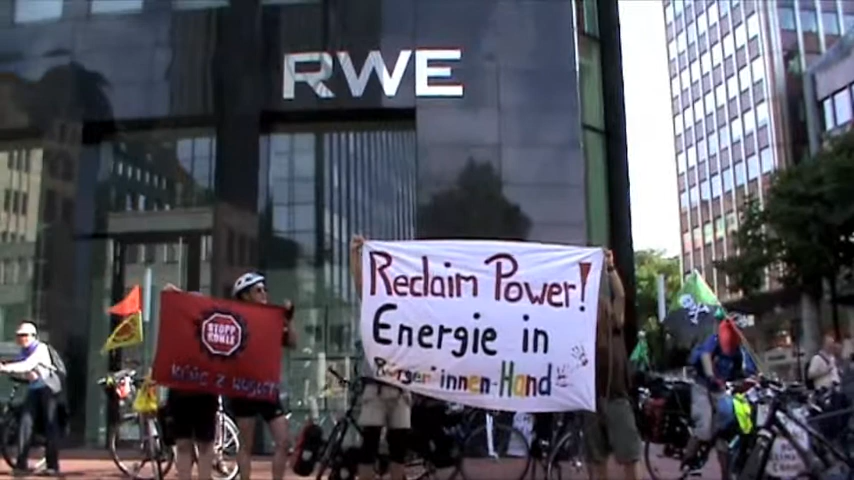 RWE
Reclaim Power!
Energie in
Bürger*innen-Hand
STOPP
KOHLE